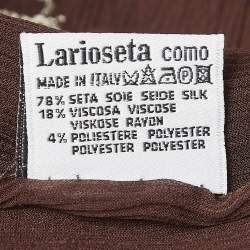 Larioseta como
MADE IN ITALY
78% SETA SOIE SEIDE SILK
18% VISCOSA VISCOSE
VISKOSE RAYON
4% POLIESTERE POLYESTER
POLYESTER POLYESTER